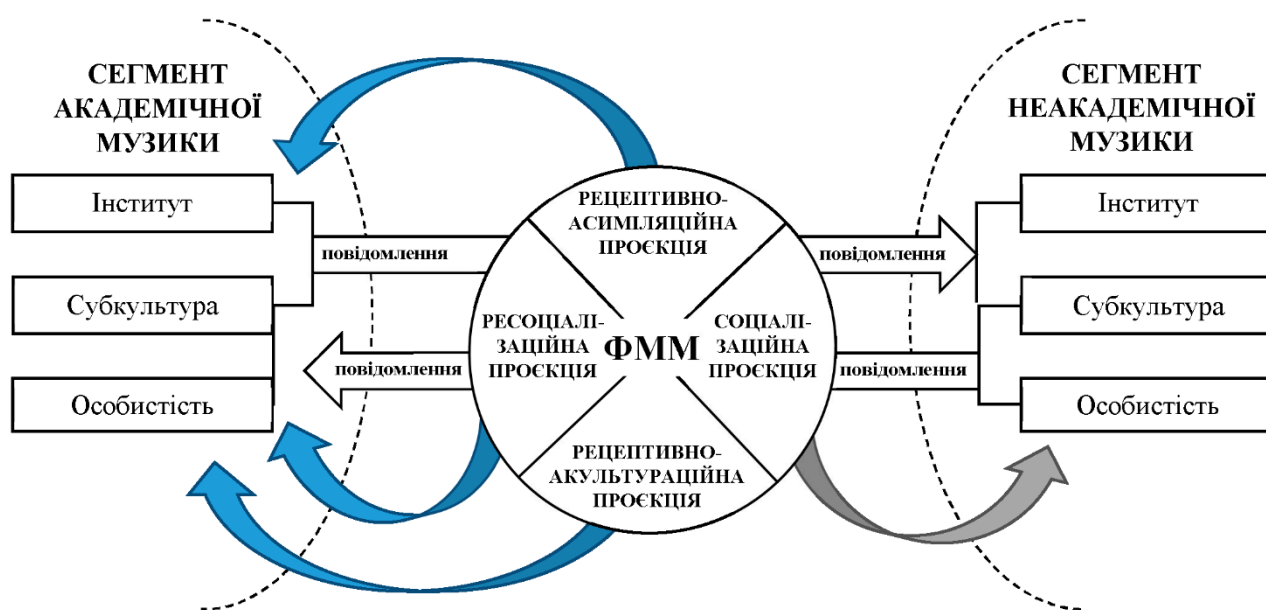 СЕГМЕНТ
АКАДЕМІЧНОЇ
МУЗИКИ
Інститут
Субкультура
Особистість
повідомлення
повідомлення
РЕЦЕПТИВНО-
АСИМІЛЯЦІЙНА
ПРОЄКЦІЯ
РЕСОЦІАЛІ-
ЗАЦІЙНА
ПРОЄКЦІЯ
ФММ
СОЦІАЛІ-
ЗАЦІЙНА
ПРОЄКЦІЯ
РЕЦЕПТИВНО-
АКУЛЬТУРАЦІЙНА
ПРОЄКЦІЯ
повідомлення
повідомлення
СЕГМЕНТ
НЕАКАДЕМІЧНОЇ
МУЗИКИ
Інститут
Субкультура
Особистість